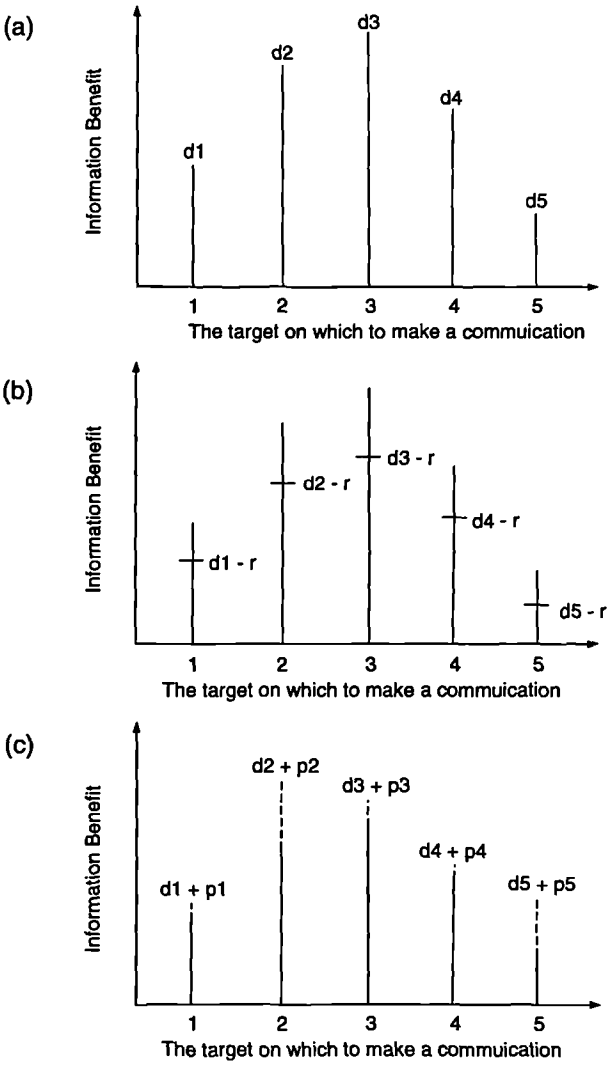 (a)
Information Benefit
d1
d2
d3
d4
d5
1 2 3 4 5
The target on which to make a commuication
(b)
Information Benefit
d1 - r
d2 - r
d3 - r
d4 - r
d5 - r
1 2 3 4 5
The target on which to make a commuication
(c)
Information Benefit
d1 + p1
d2 + p2
d3 + p3
d4 + p4
d5 + p5
1 2 3 4 5
The target on which to make a commuication